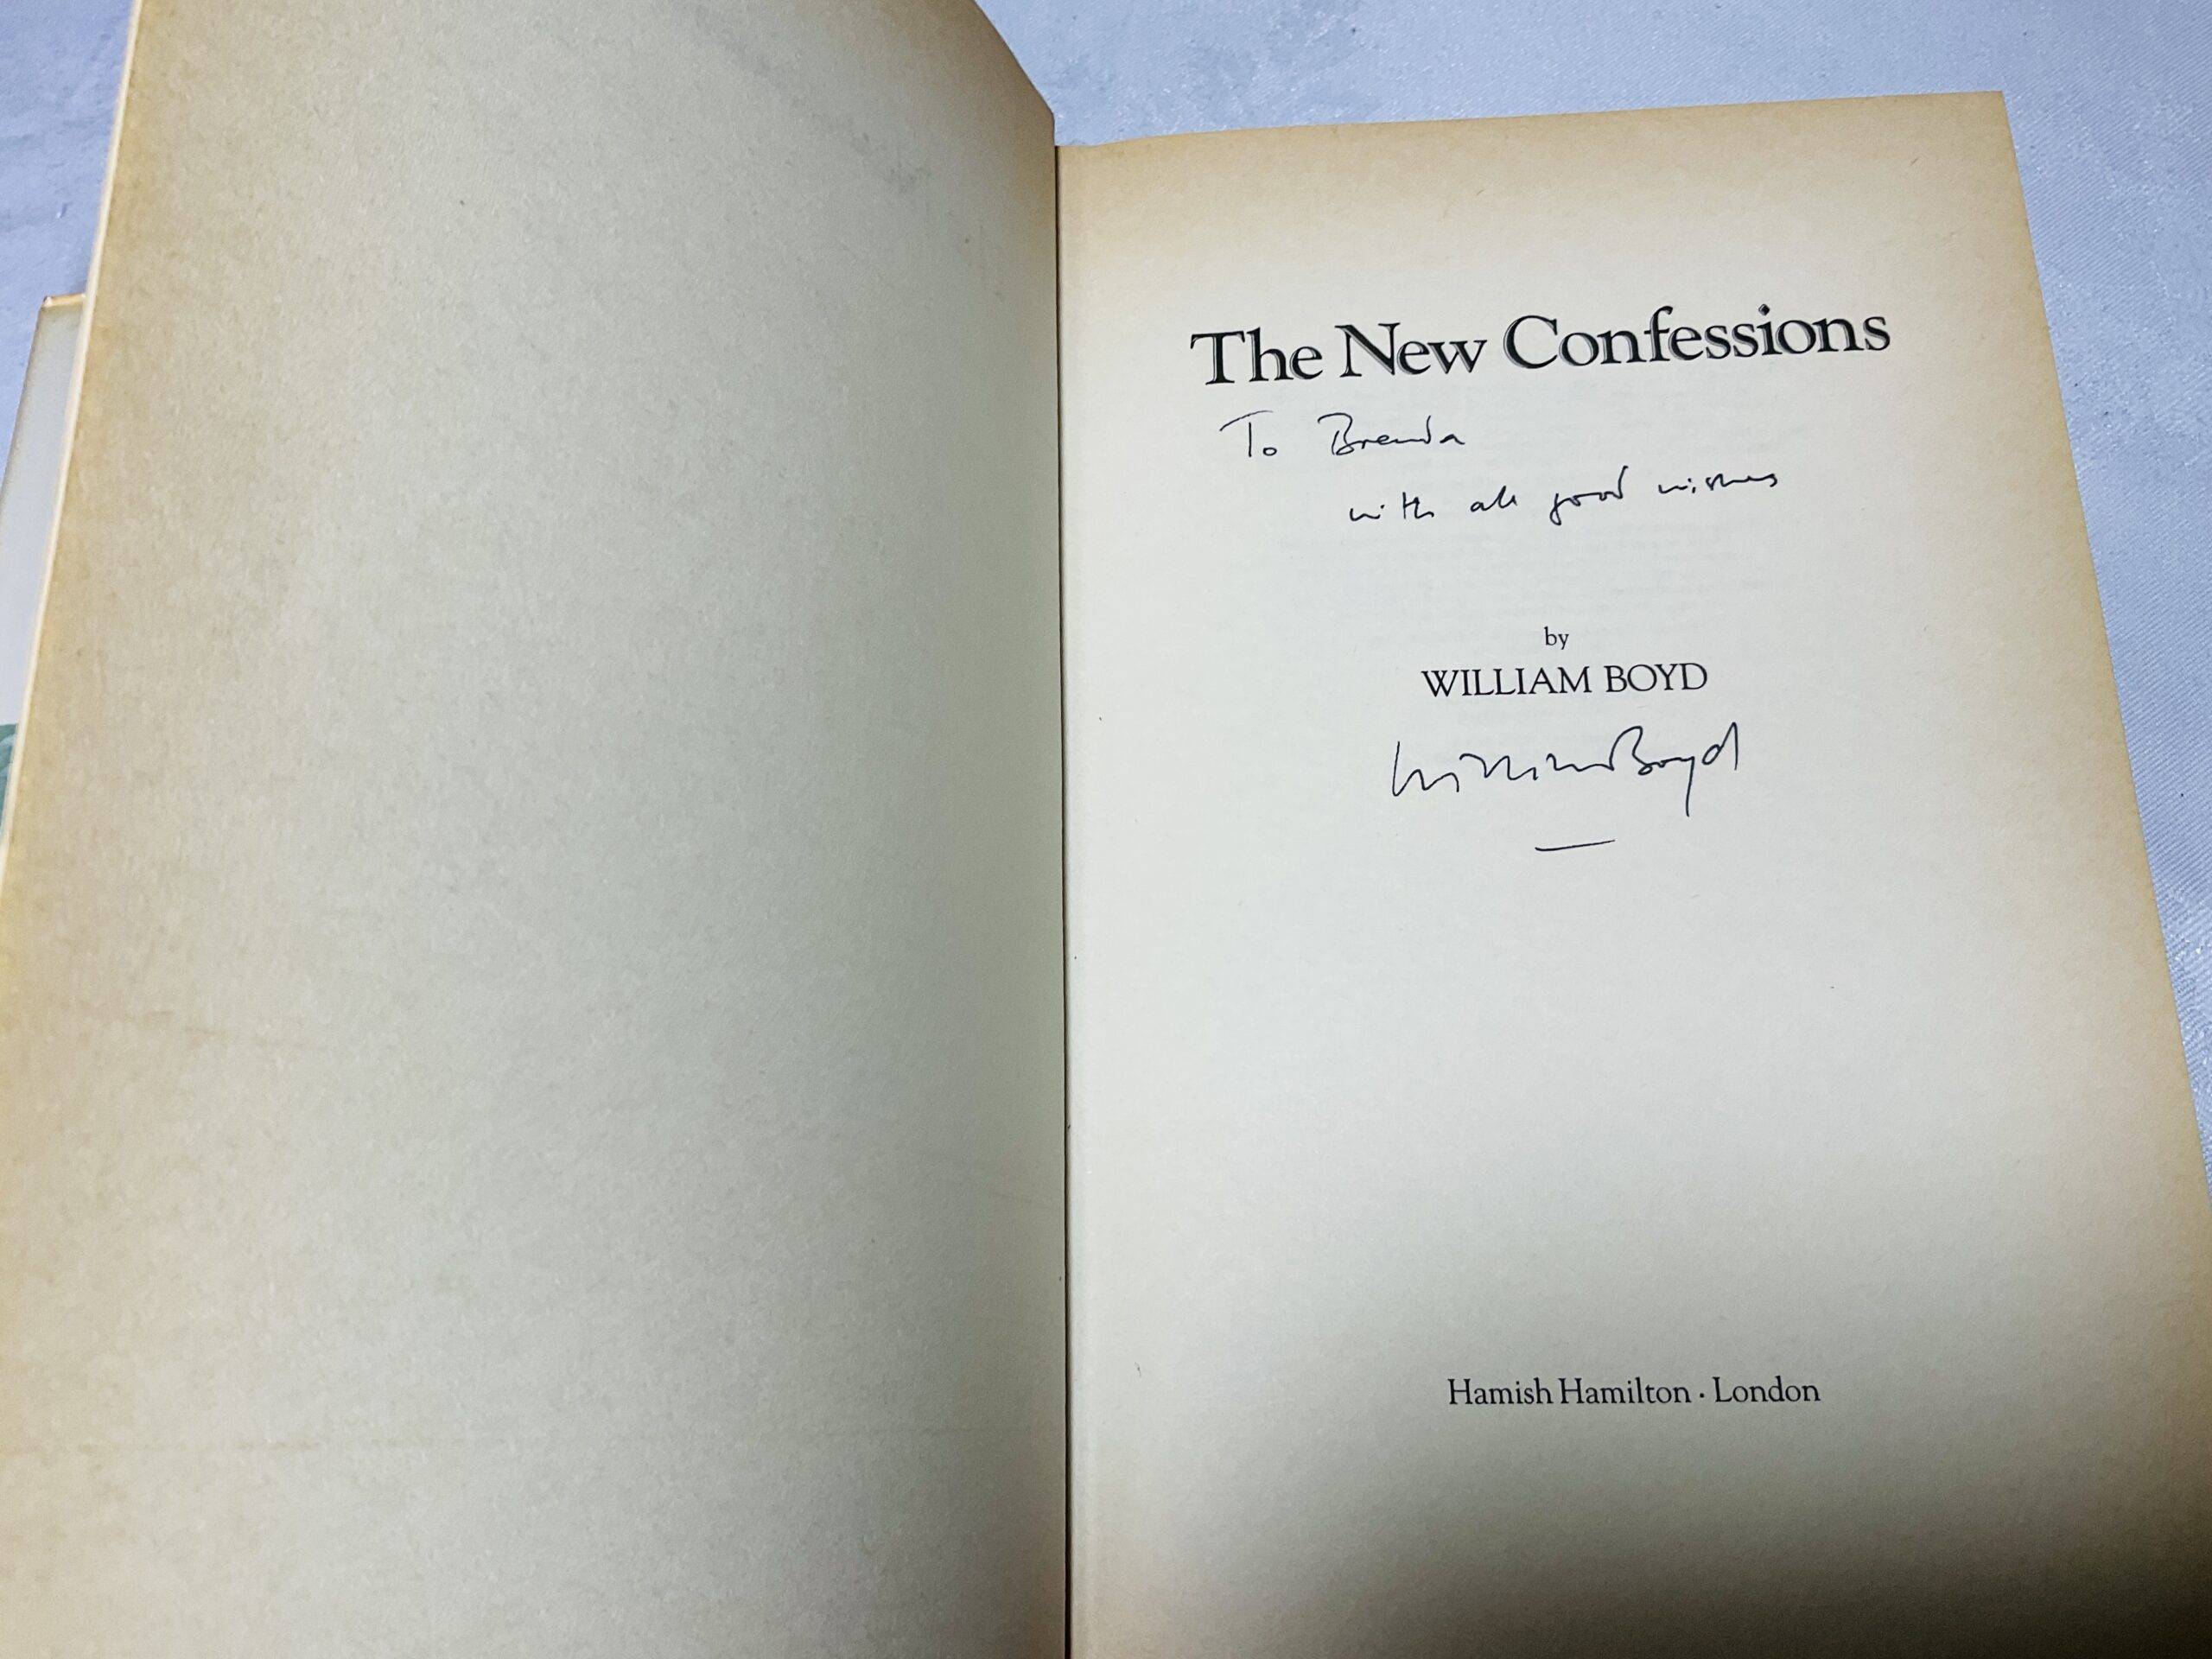 The New Confessions
To Brenda
with all good wishes
by
WILLIAM BOYD
William Boyd
Hamish Hamilton · London